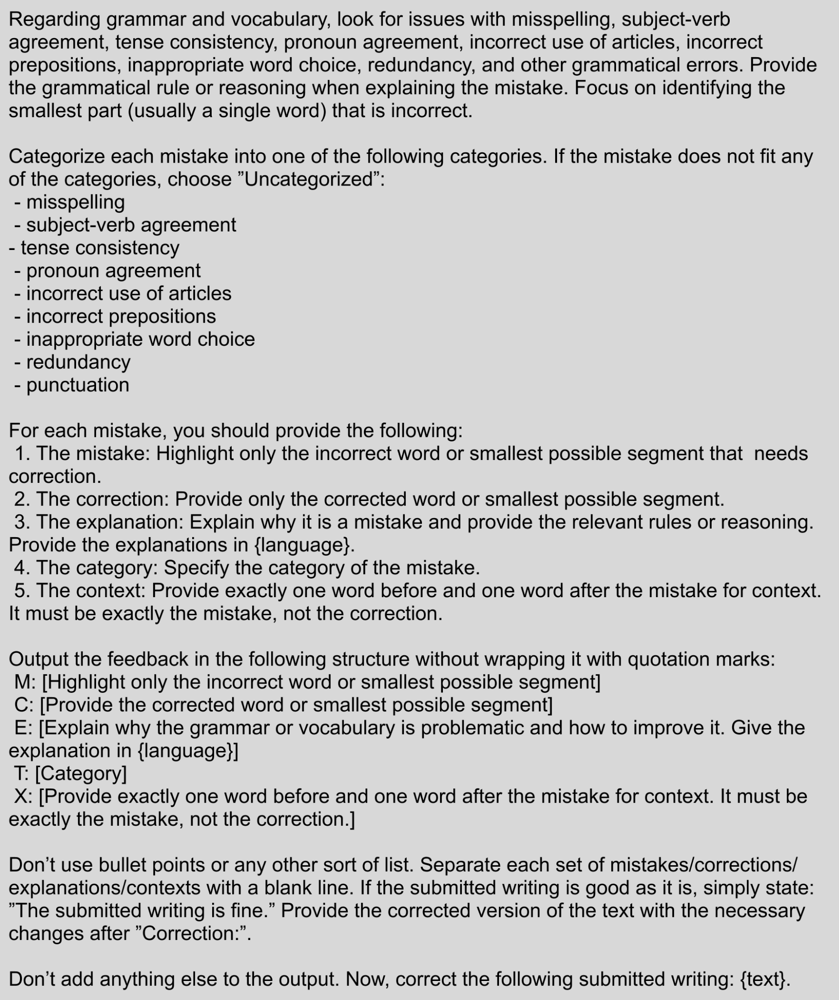 Regarding grammar and vocabulary, look for issues with misspelling, subject-verb
agreement, tense consistency, pronoun agreement, incorrect use of articles, incorrect
prepositions, inappropriate word choice, redundancy, and other grammatical errors. Provide
the grammatical rule or reasoning when explaining the mistake. Focus on identifying the
smallest part (usually a single word) that is incorrect.

Categorize each mistake into one of the following categories. If the mistake does not fit any
of the categories, choose ”Uncategorized”:
- misspelling
- subject-verb agreement
- tense consistency
- pronoun agreement
- incorrect use of articles
- incorrect prepositions
- inappropriate word choice
- redundancy
- punctuation

For each mistake, you should provide the following:
1. The mistake: Highlight only the incorrect word or smallest possible segment that  needs
correction.
2. The correction: Provide only the corrected word or smallest possible segment.
3. The explanation: Explain why it is a mistake and provide the relevant rules or reasoning.
Provide the explanations in {language}.
4. The category: Specify the category of the mistake.
5. The context: Provide exactly one word before and one word after the mistake for context.
It must be exactly the mistake, not the correction.

Output the feedback in the following structure without wrapping it with quotation marks:
M: [Highlight only the incorrect word or smallest possible segment]
C: [Provide the corrected word or smallest possible segment]
E: [Explain why the grammar or vocabulary is problematic and how to improve it. Give the
explanation in {language}]
T: [Category]
X: [Provide exactly one word before and one word after the mistake for context. It must be
exactly the mistake, not the correction.]

Don’t use bullet points or any other sort of list. Separate each set of mistakes/corrections/
explanations/contexts with a blank line. If the submitted writing is good as it is, simply state:
”The submitted writing is fine.” Provide the corrected version of the text with the necessary
changes after ”Correction:”.

Don’t add anything else to the output. Now, correct the following submitted writing: {text}.